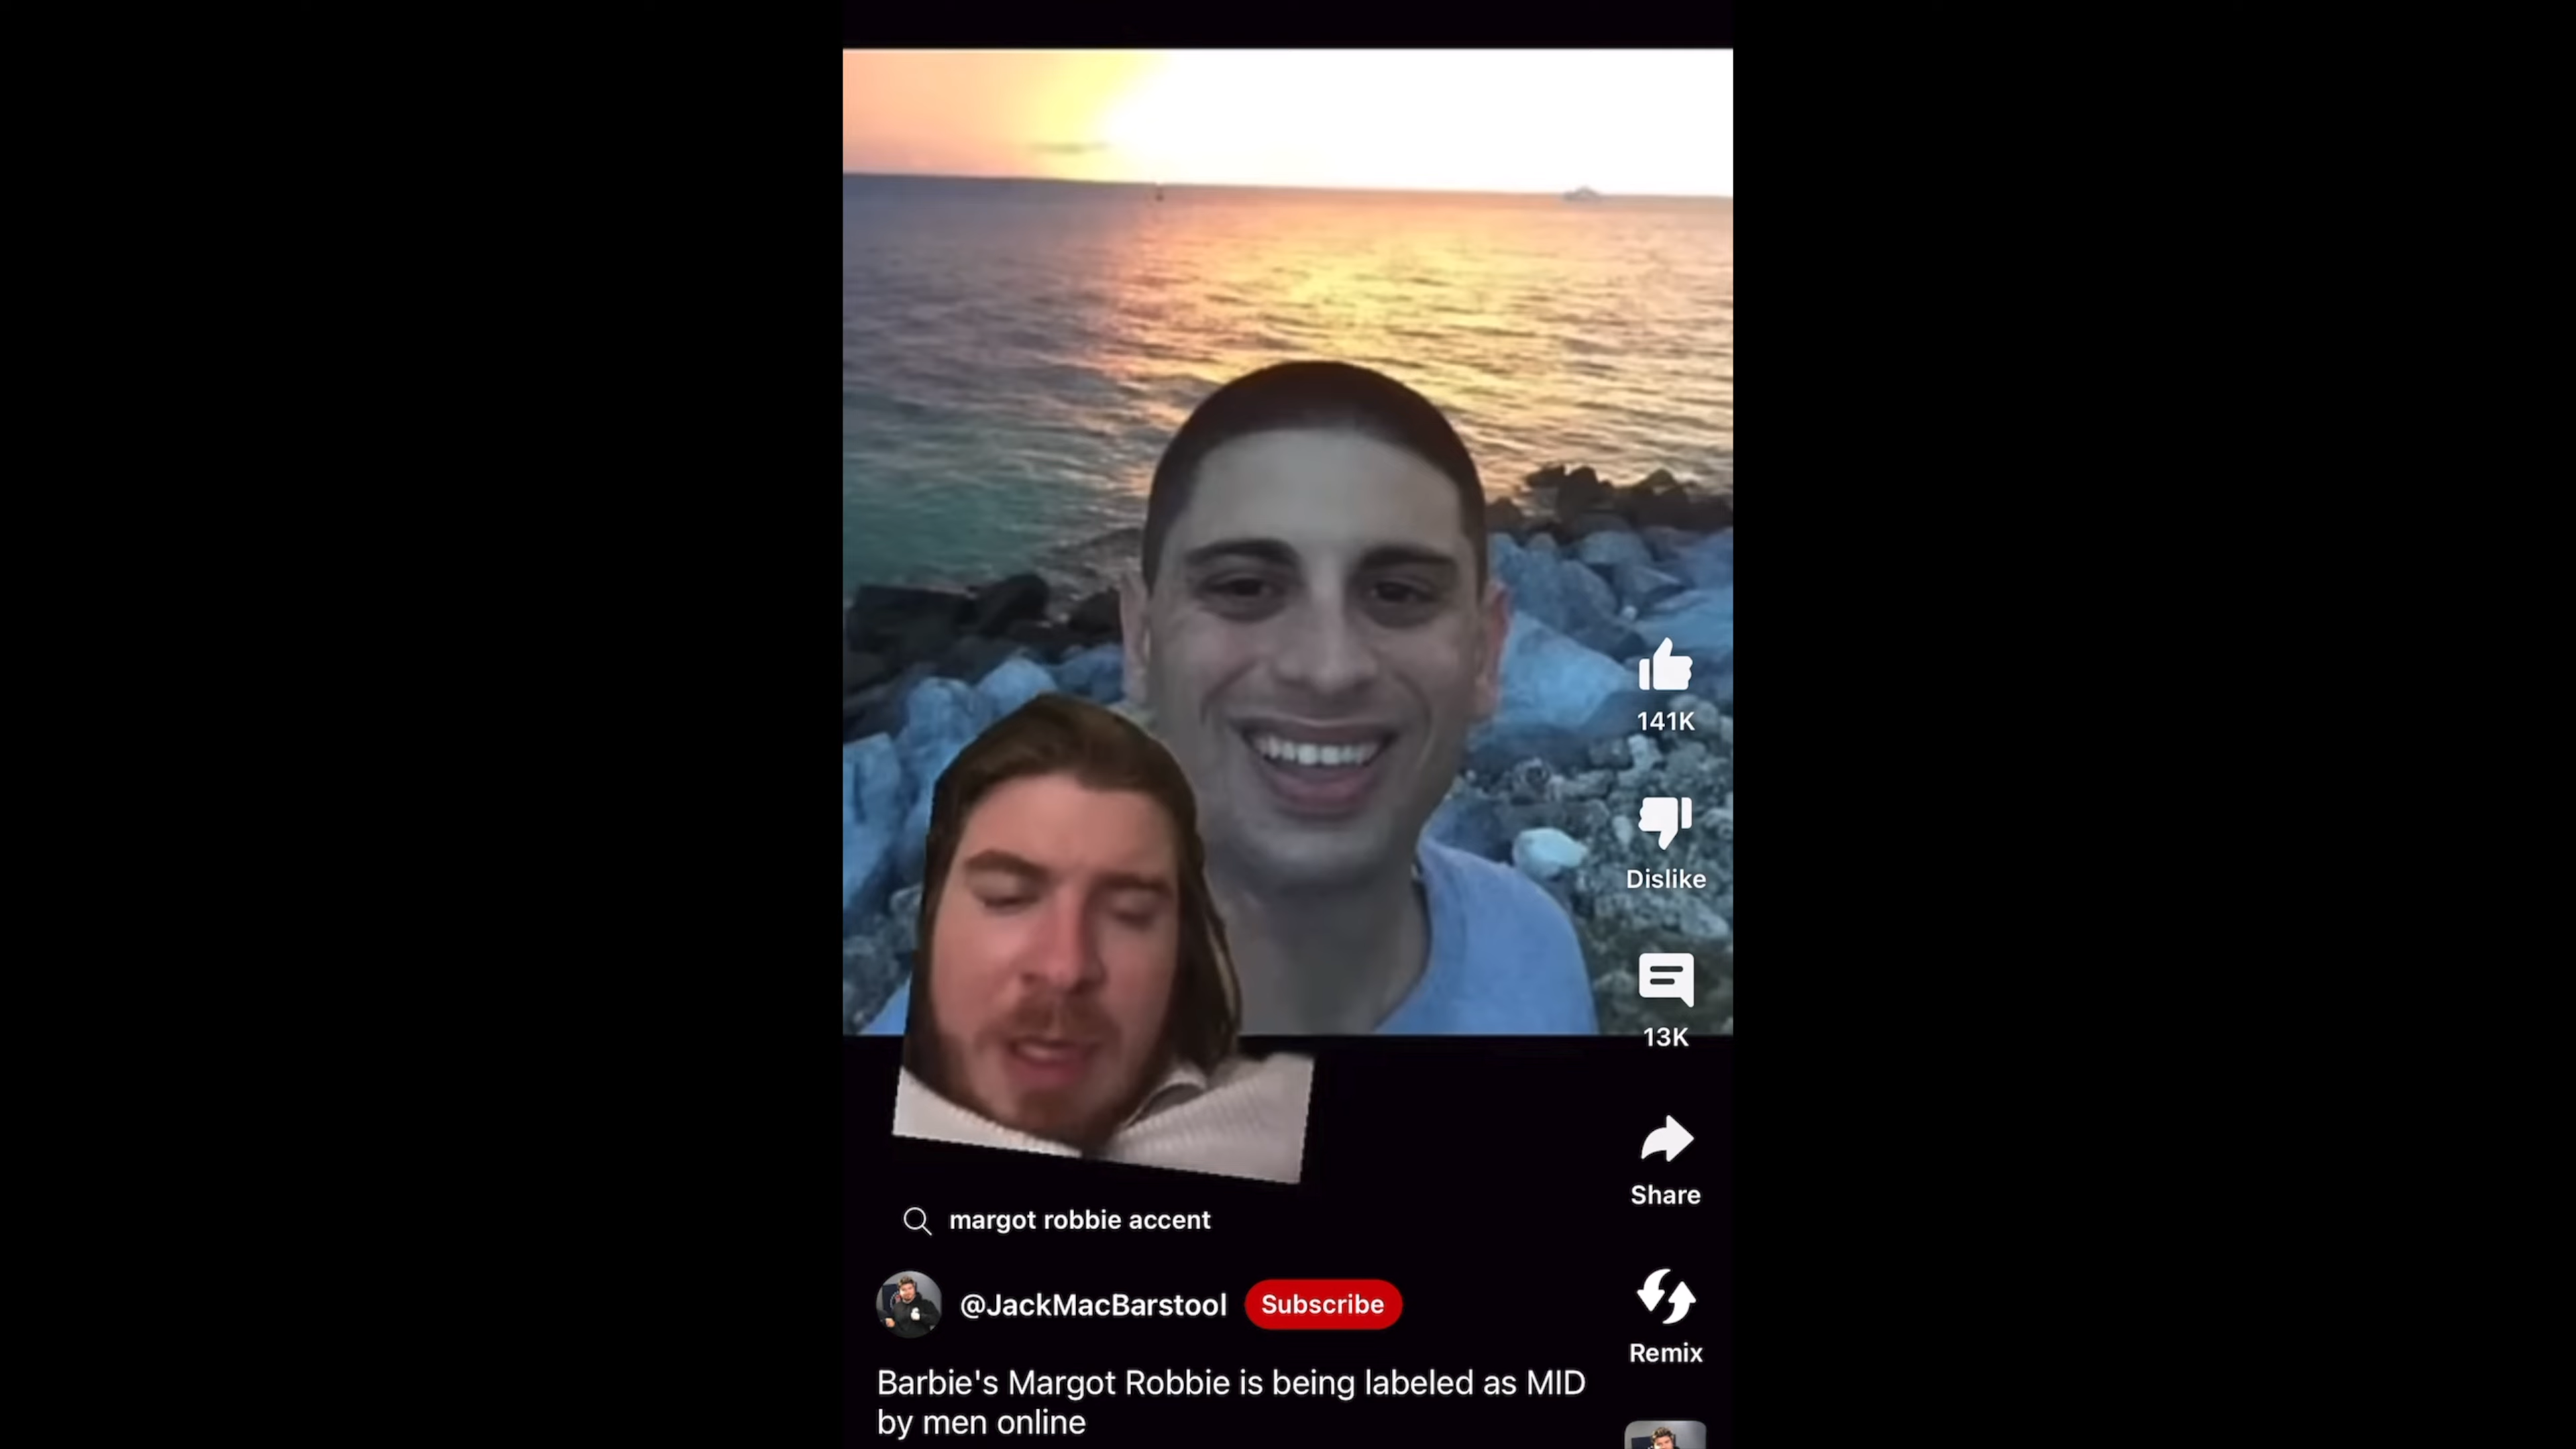 141K
Dislike
13K
Share
margot robbie accent
@JackMacBarstool Subscribe
Remix
Barbie's Margot Robbie is being labeled as MID
by men online